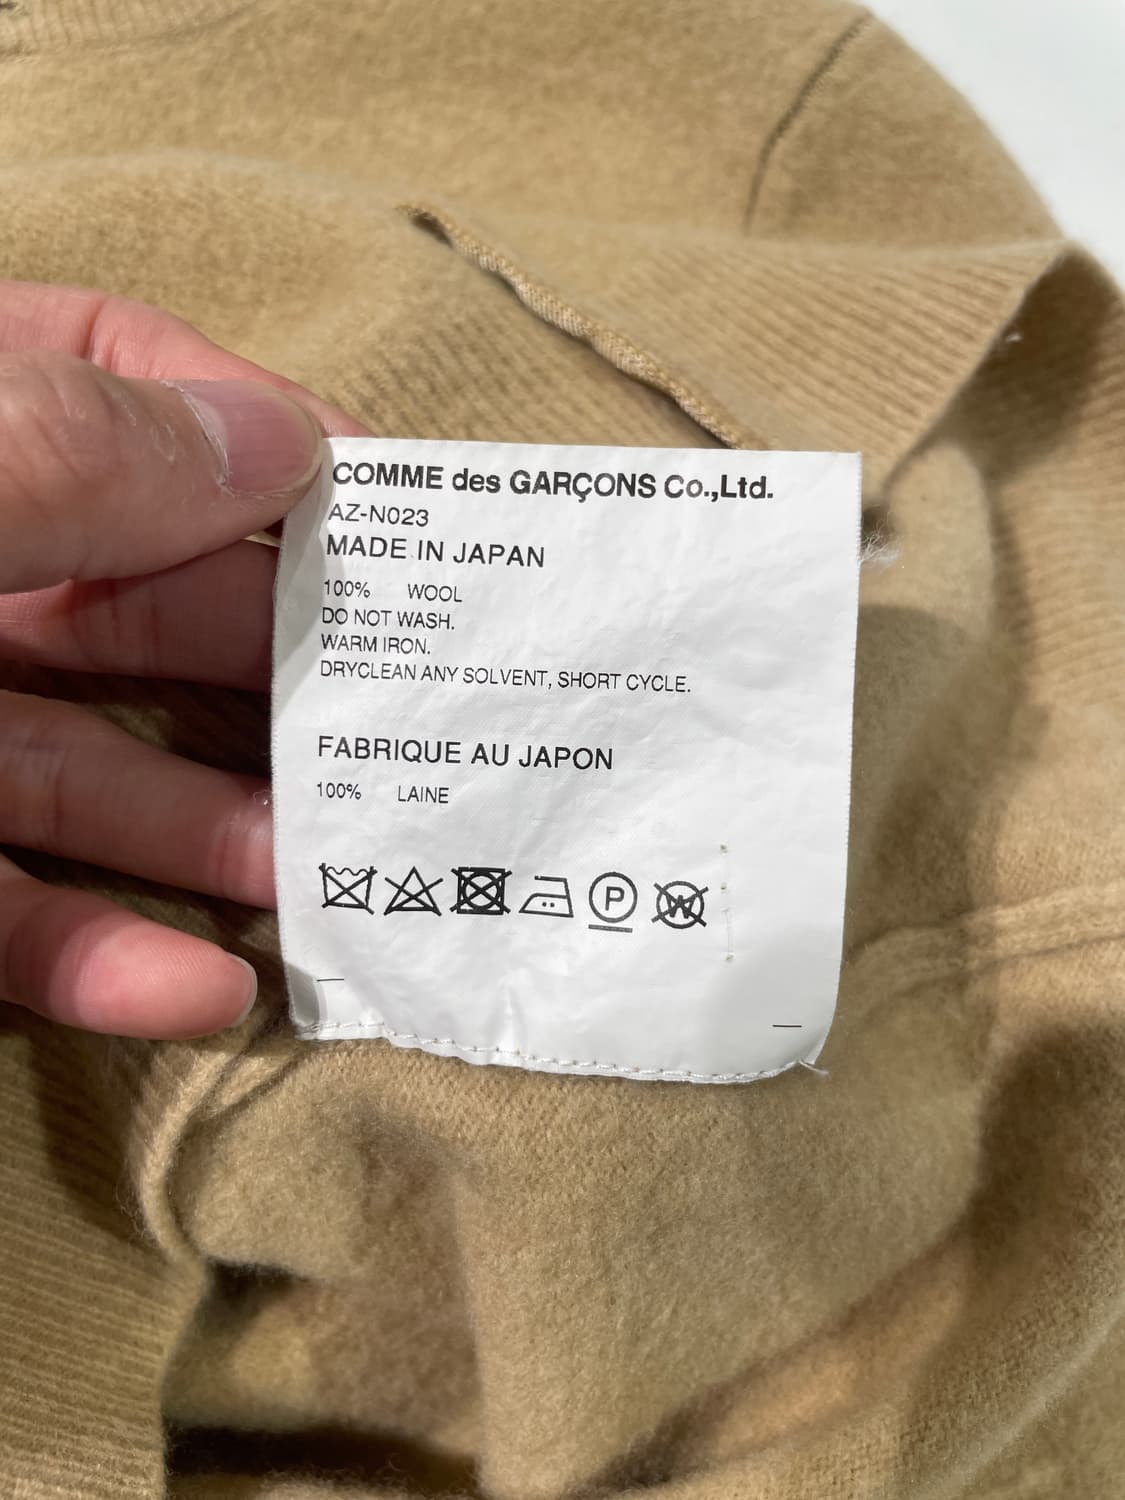 COMME des GARÇONS Co.,Ltd.
AZ-N023
MADE IN JAPAN
100% WOOL
DO NOT WASH.
WARM IRON.
DRYCLEAN ANY SOLVENT, SHORT CYCLE.
FABRIQUE AU JAPON
100% LAINE
P W